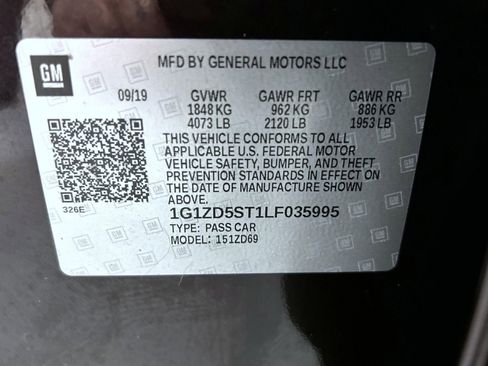 GM
MFD BY GENERAL MOTORS LLC
09/19 GVWR GAWR FRT GAWR RR
1848 KG 962 KG 886 KG
4073 LB 2120 LB 1953 LB
THIS VEHICLE CONFORMS TO ALL
APPLICABLE U.S. FEDERAL MOTOR
VEHICLE SAFETY, BUMPER, AND THEFT
PREVENTION STANDARDS IN EFFECT ON
THE DATE OF MANUFACTURE SHOWN
ABOVE.
326E
1G1ZD5ST1LF035995
TYPE: PASS CAR
MODEL: 151ZD69